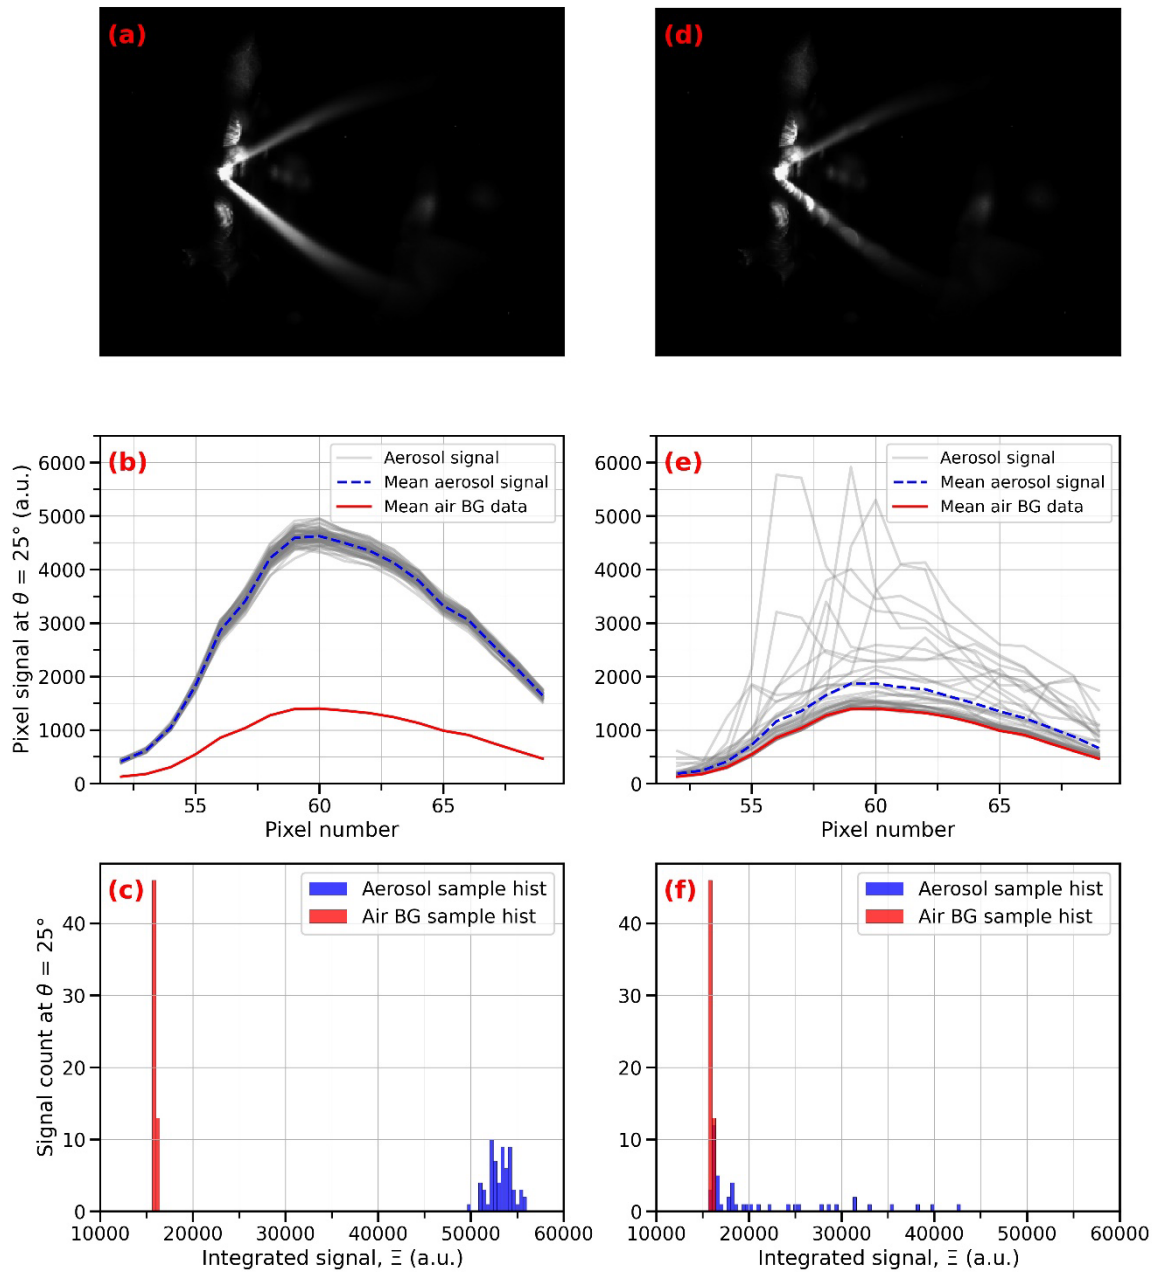 (a)
(d)
(b)
Pixel signal at θ = 25° (a.u.)
6000
5000
4000
3000
2000
1000
0
Aerosol signal
Mean aerosol signal
Mean air BG data
55
60
65
Pixel number
(e)
6000
5000
4000
3000
2000
1000
0
Aerosol signal
Mean aerosol signal
Mean air BG data
55
60
65
Pixel number
(c)
Signal count at θ = 25°
40
30
20
10
0
Aerosol sample hist
Air BG sample hist
10000
20000
30000
40000
50000
60000
Integrated signal, Ξ (a.u.)
(f)
40
30
20
10
0
Aerosol sample hist
Air BG sample hist
10000
20000
30000
40000
50000
60000
Integrated signal, Ξ (a.u.)